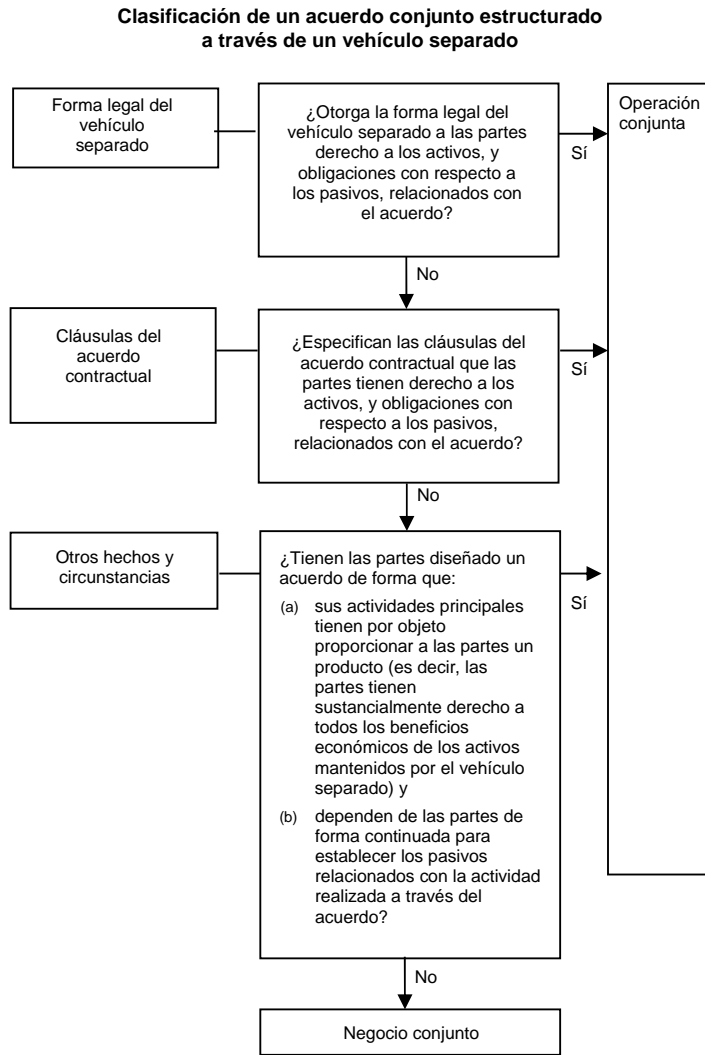 Clasificación de un acuerdo conjunto estructurado
a través de un vehículo separado
Forma legal del
vehículo
separado
¿Otorga la forma legal del
vehículo separado a las partes
derecho a los activos, y
obligaciones con respecto a
los pasivos, relacionados con
el acuerdo?
Sí
Operación
conjunta
No
Cláusulas del
acuerdo
contractual
¿Especifican las cláusulas del
acuerdo contractual que las
partes tienen derecho a los
activos, y obligaciones con
respecto a los pasivos,
relacionados con el acuerdo?
Sí
No
Otros hechos y
circunstancias
¿Tienen las partes diseñado un
acuerdo de forma que:
(a) sus actividades principales
tienen por objeto
proporcionar a las partes un
producto (es decir, las
partes tienen
sustancialmente derecho a
todos los beneficios
económicos de los activos
mantenidos por el vehículo
separado) y
(b) dependen de las partes de
forma continuada para
establecer los pasivos
relacionados con la actividad
realizada a través del
acuerdo?
Sí
No
Negocio conjunto